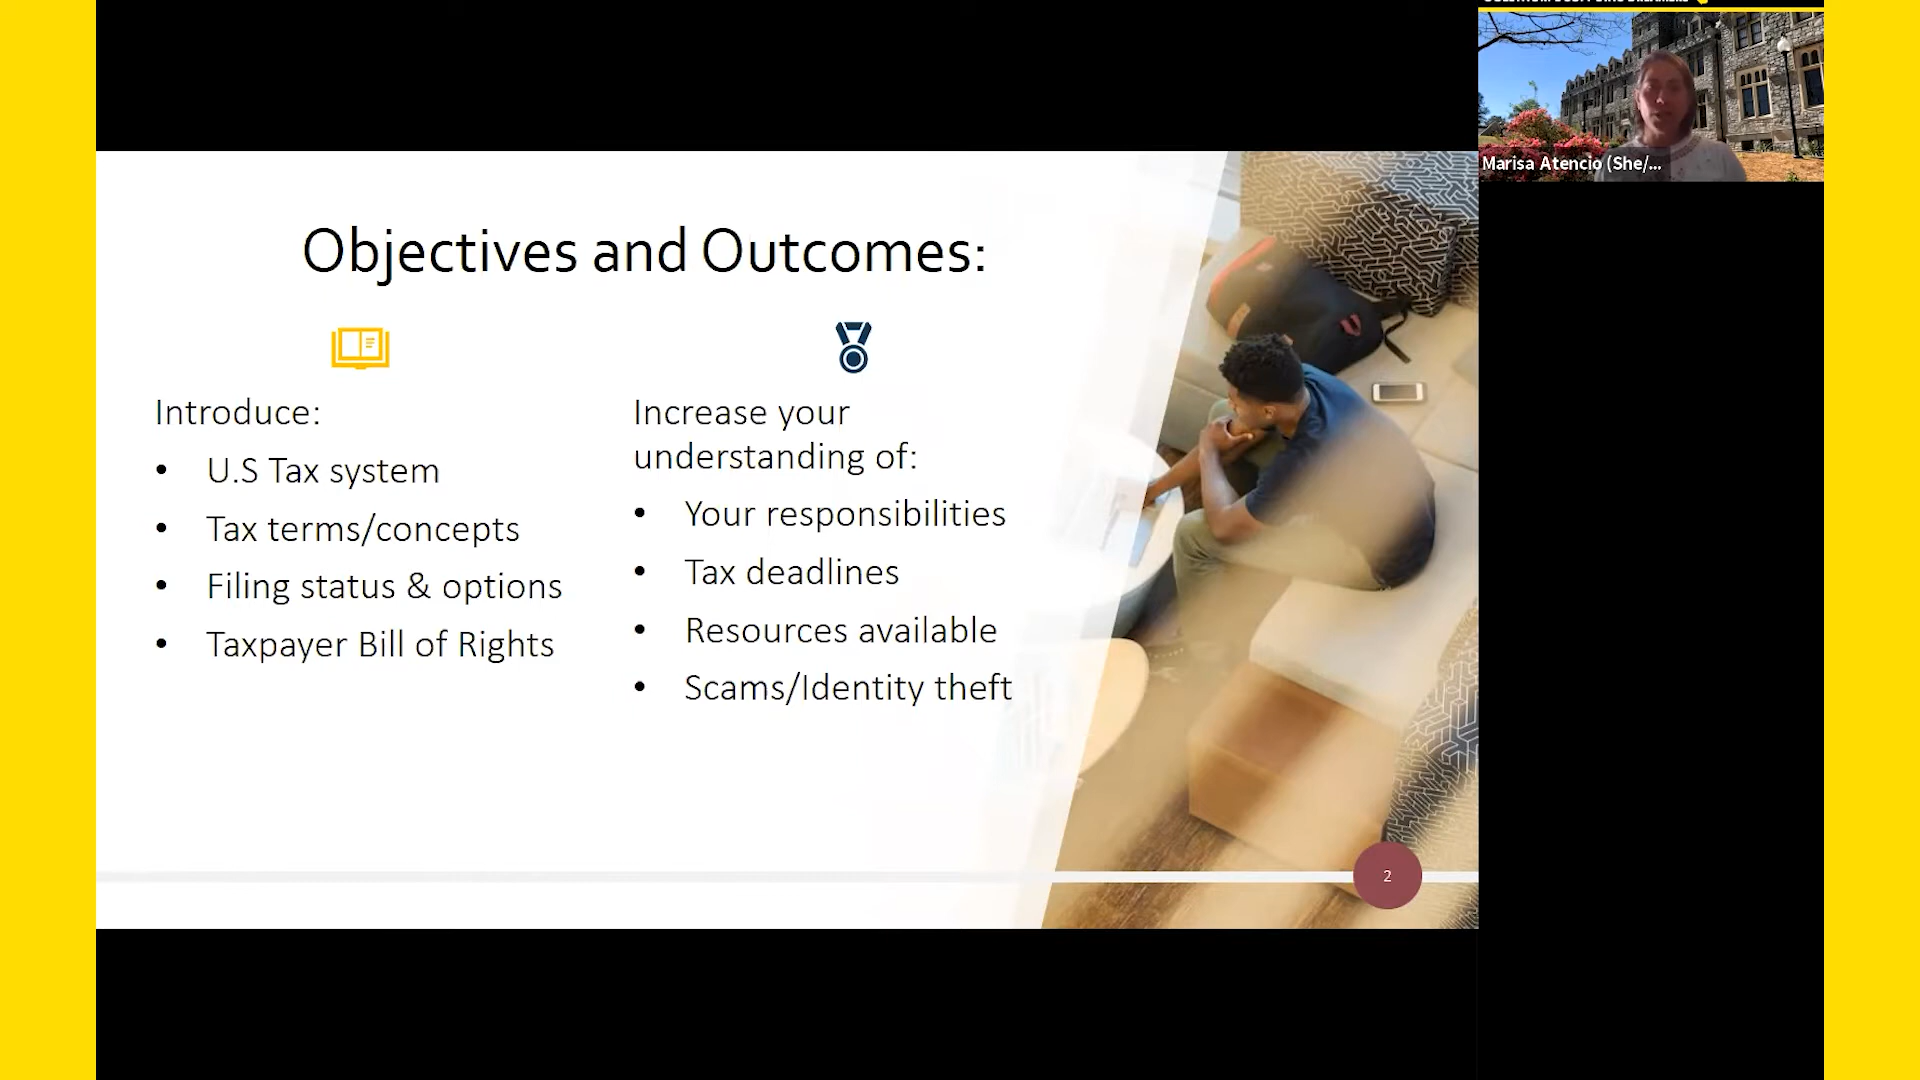 Objectives and Outcomes:
Introduce:
• U.S Tax system
• Tax terms/concepts
• Filing status & options
• Taxpayer Bill of Rights
Increase your
understanding of:
• Your responsibilities
• Tax deadlines
• Resources available
• Scams/Identity theft
2
Marisa Atencio (She/...